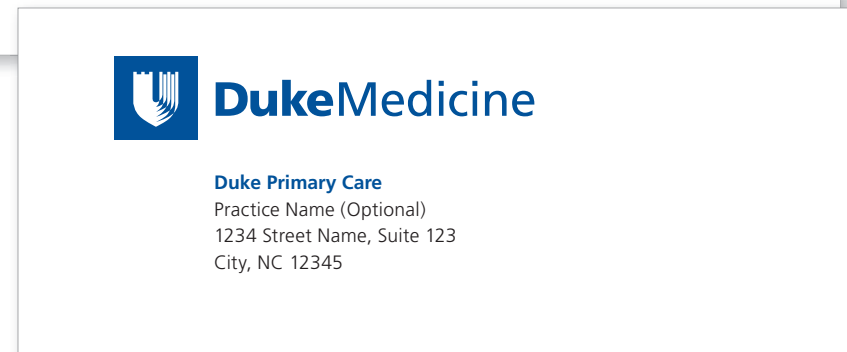 DukeMedicine
Duke Primary Care
Practice Name (Optional)
1234 Street Name, Suite 123
City, NC 12345